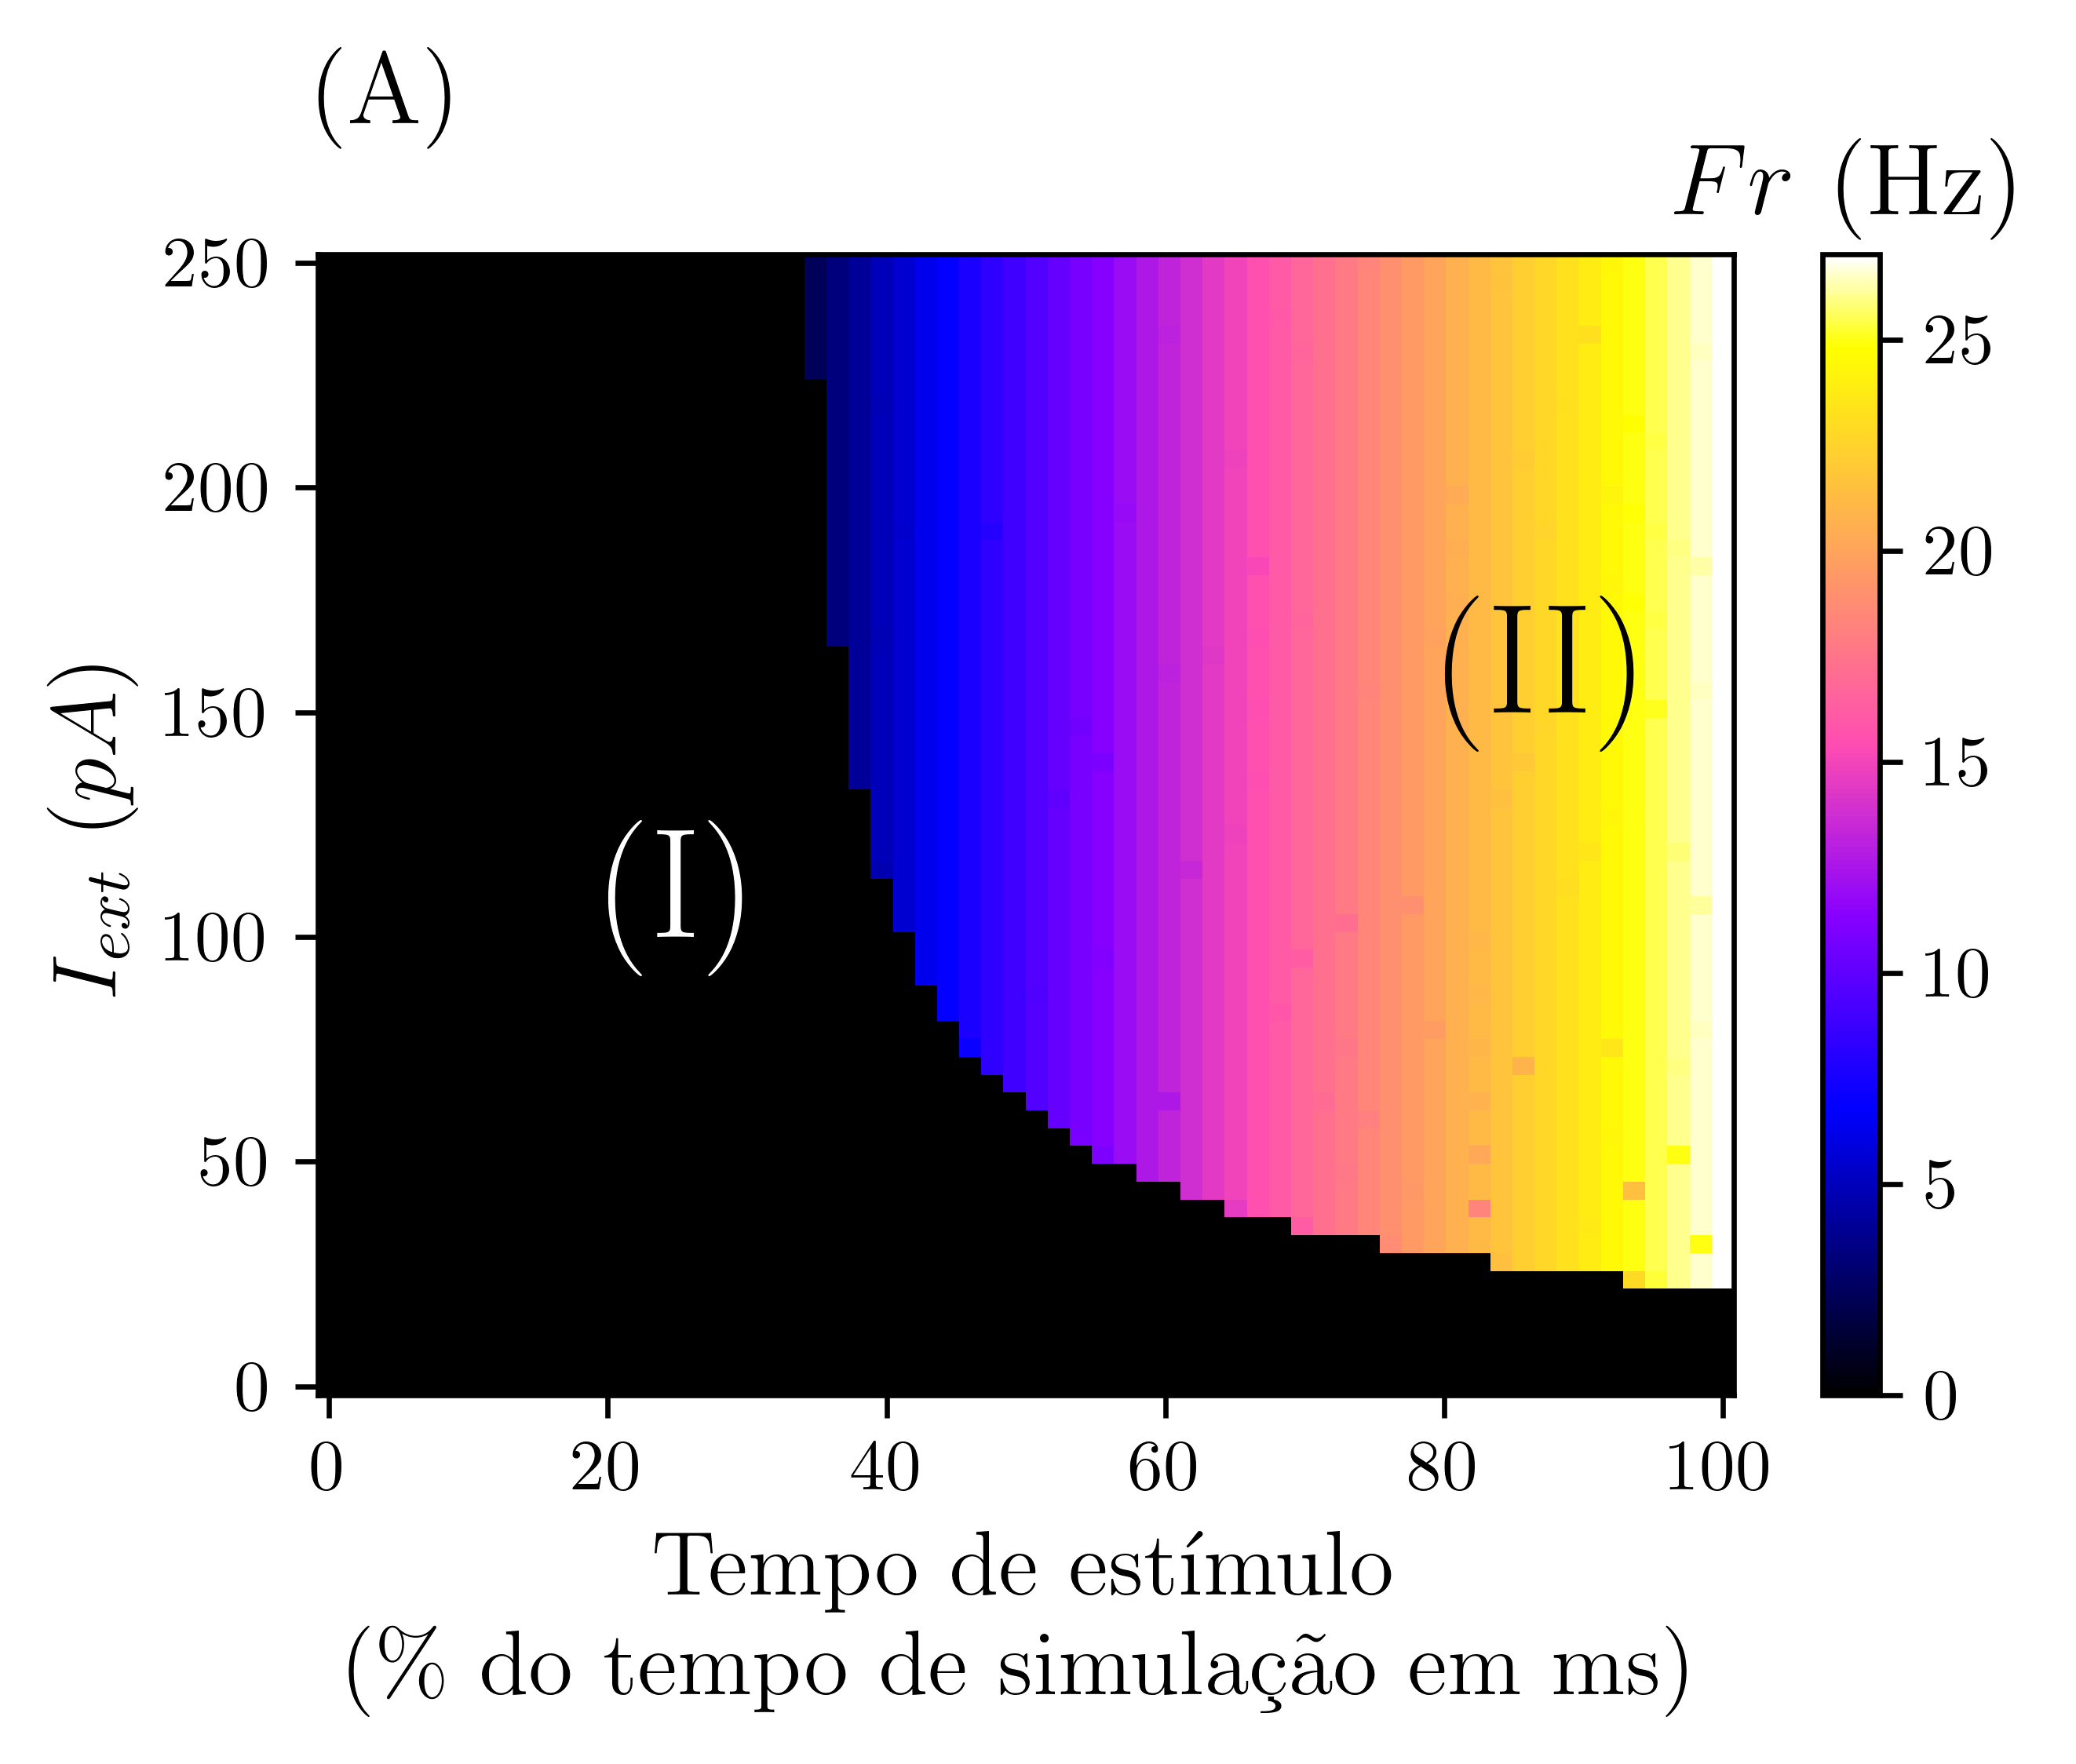 (A)
Fr (Hz)
250
200
150
100
50
0
I_ext (pA)
(I)
(II)
25
20
15
10
5
0
0 20 40 60 80 100
Tempo de estímulo
(% do tempo de simulação em ms)